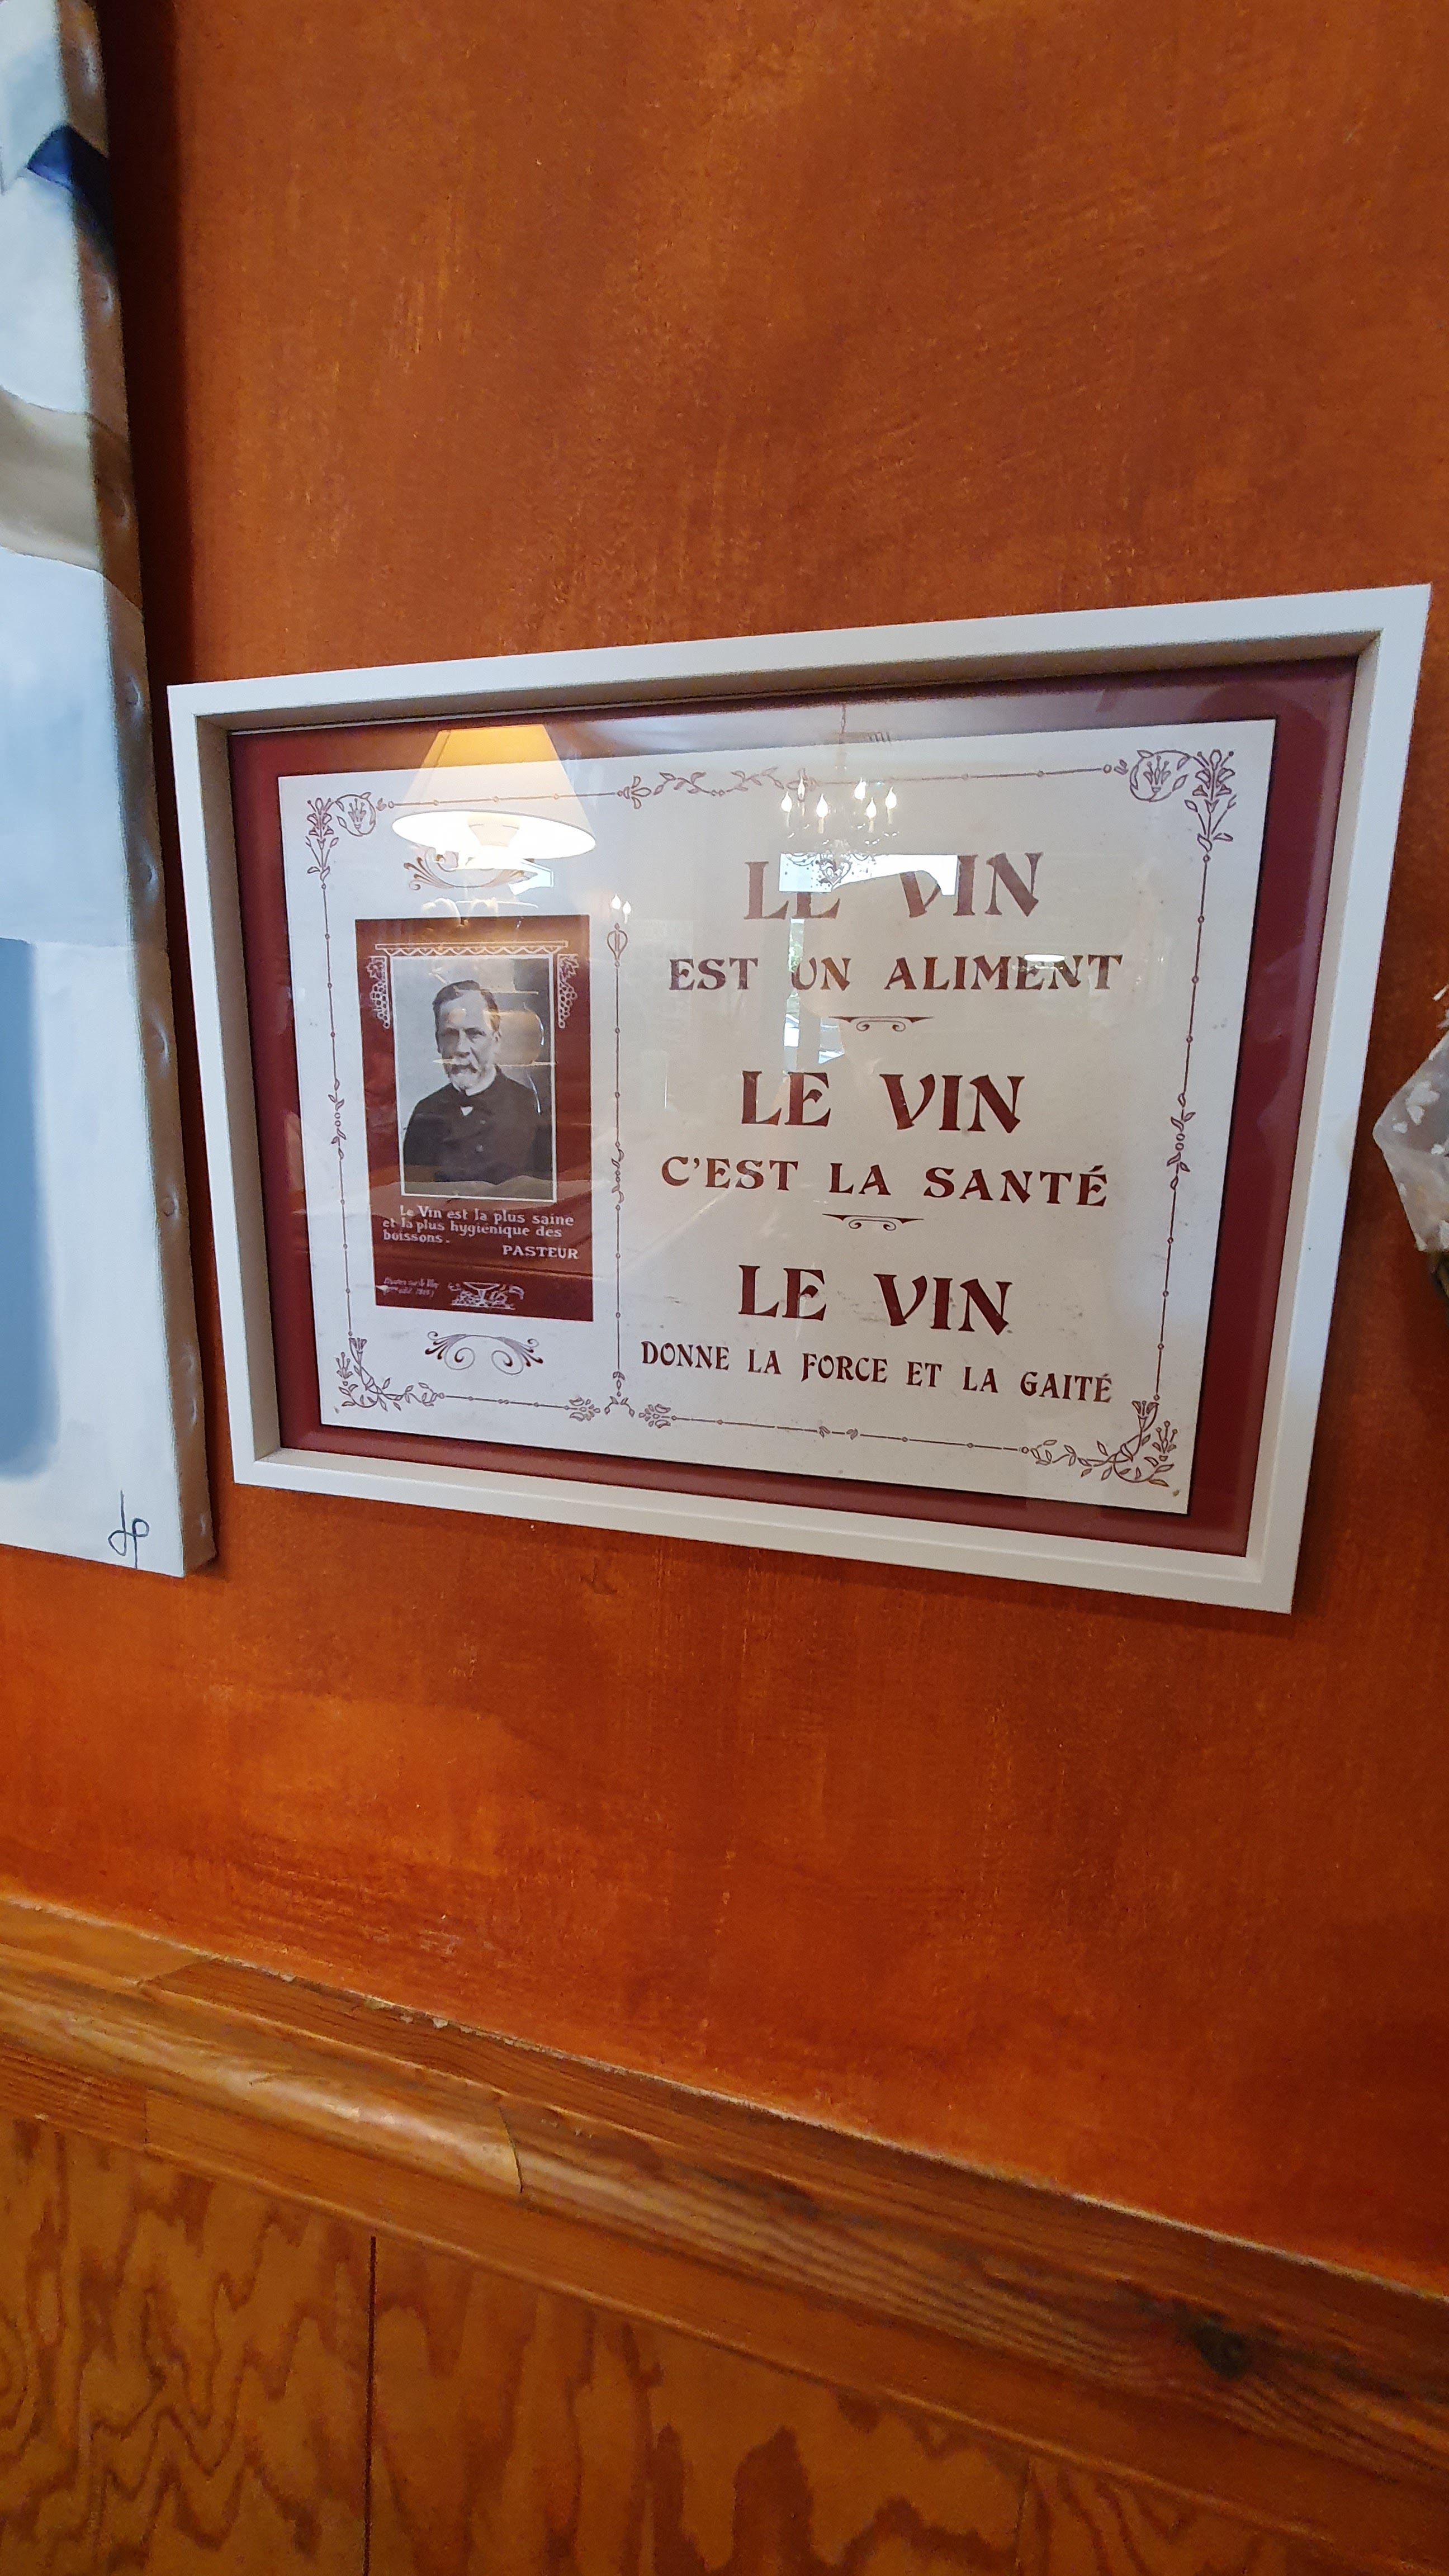 Le Vin est la plus saine
et la plus hygiénique des
boissons.
PASTEUR
LE VIN
EST UN ALIMENT
LE VIN
C'EST LA SANTÉ
LE VIN
DONNE LA FORCE ET LA GAITÉ
JP